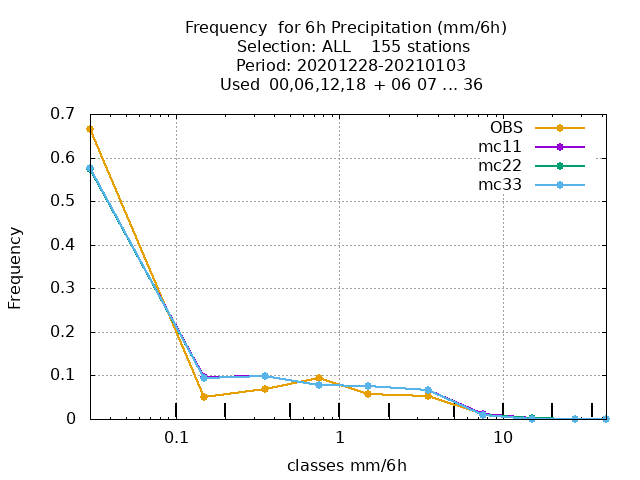 Frequency  for 6h Precipitation (mm/6h)
Selection: ALL    155 stations
Period: 20201228-20210103
Used  00,06,12,18  + 06 07 ... 36
0.7
0.6
0.5
0.4
0.3
0.2
0.1
0
Frequency
OBS
mc11
mc22
mc33
0.1
1
10
classes mm/6h